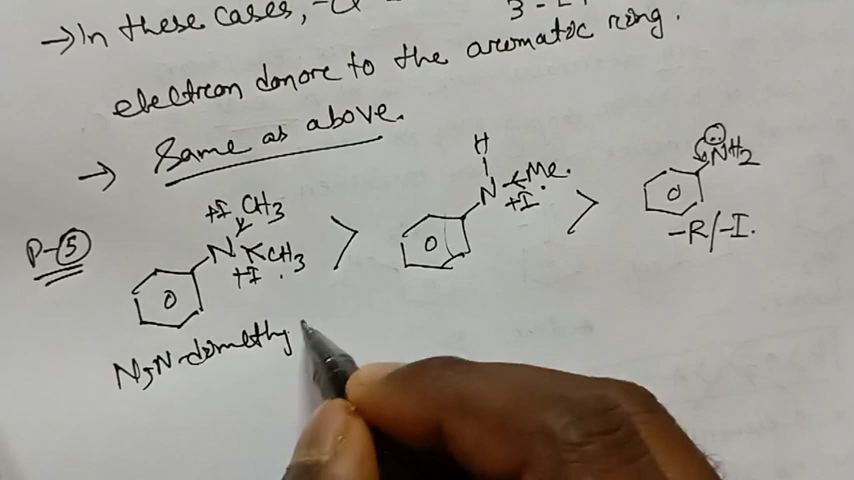 →In these cases, -
electron donore to the aromatic ring.
→ Same as above.
P-5
+I CH3
N
CH3
+I
>
H
N
Me.
+I
>
NH2
-R/-I.
N,N-dimethy